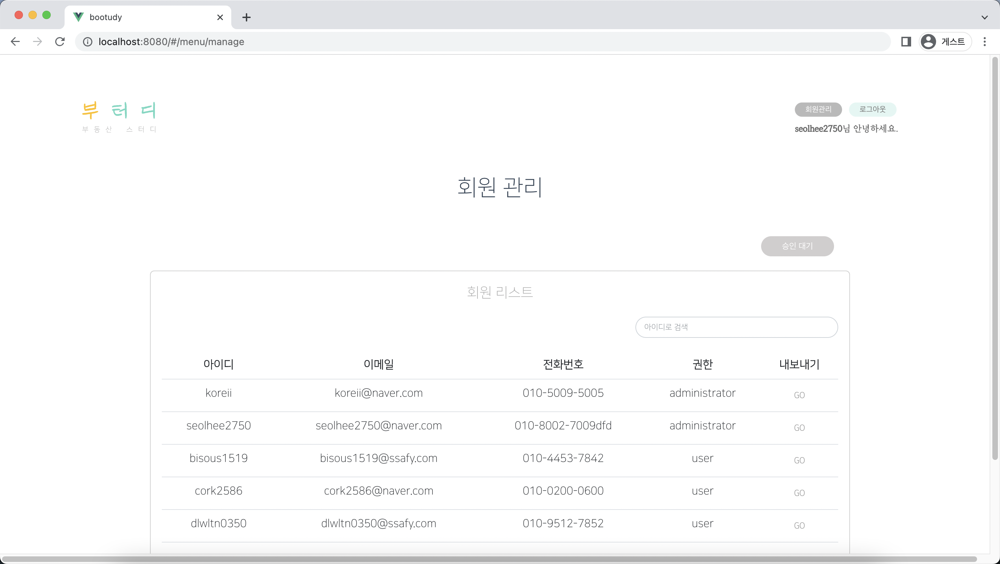 bootudy
localhost:8080/#/menu/manage
게스트
부 터 디
부동산 스터디
회원관리
로그아웃
seolhee2750님 안녕하세요.
회원 관리
승인 대기
회원 리스트
아이디로 검색
아이디 이메일 전화번호 권한 내보내기
koreii koreii@naver.com 010-5009-5005 administrator GO
seolhee2750 seolhee2750@naver.com 010-8002-7009dfd administrator GO
bisous1519 bisous1519@ssafy.com 010-4453-7842 user GO
cork2586 cork2586@naver.com 010-0200-0600 user GO
dlwltn0350 dlwltn0350@ssafy.com 010-9512-7852 user GO